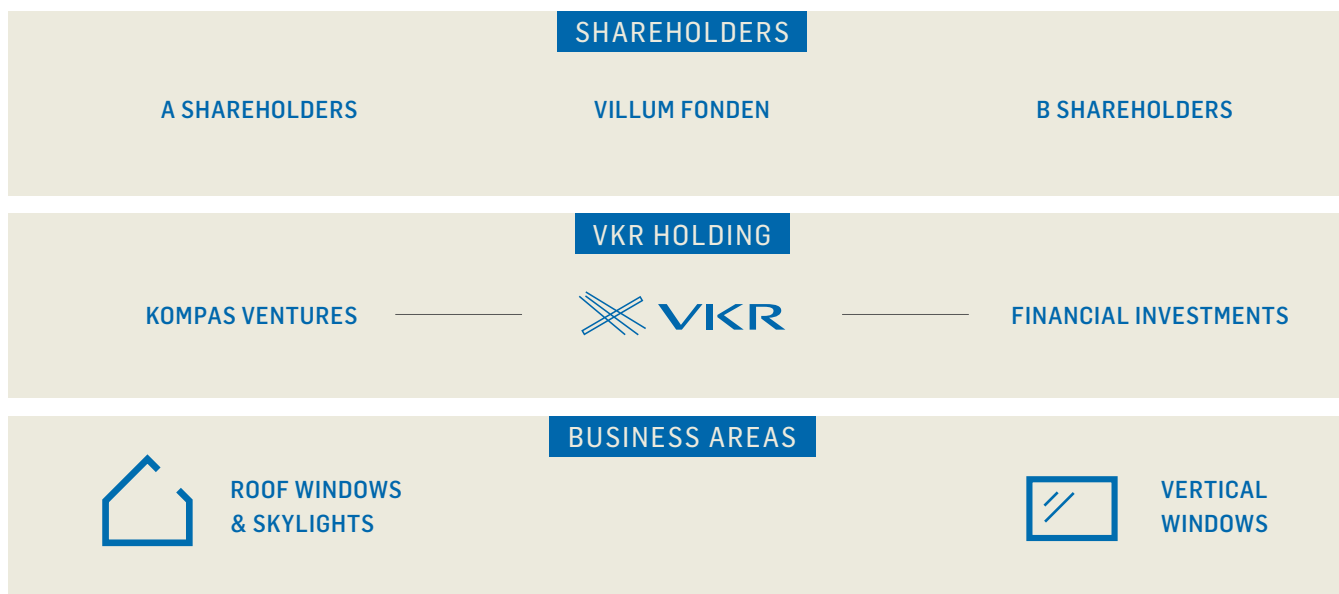 SHAREHOLDERS
A SHAREHOLDERS
VILLUM FONDEN
B SHAREHOLDERS
VKR HOLDING
KOMPAS VENTURES
VKR
FINANCIAL INVESTMENTS
BUSINESS AREAS
ROOF WINDOWS
& SKYLIGHTS
VERTICAL
WINDOWS